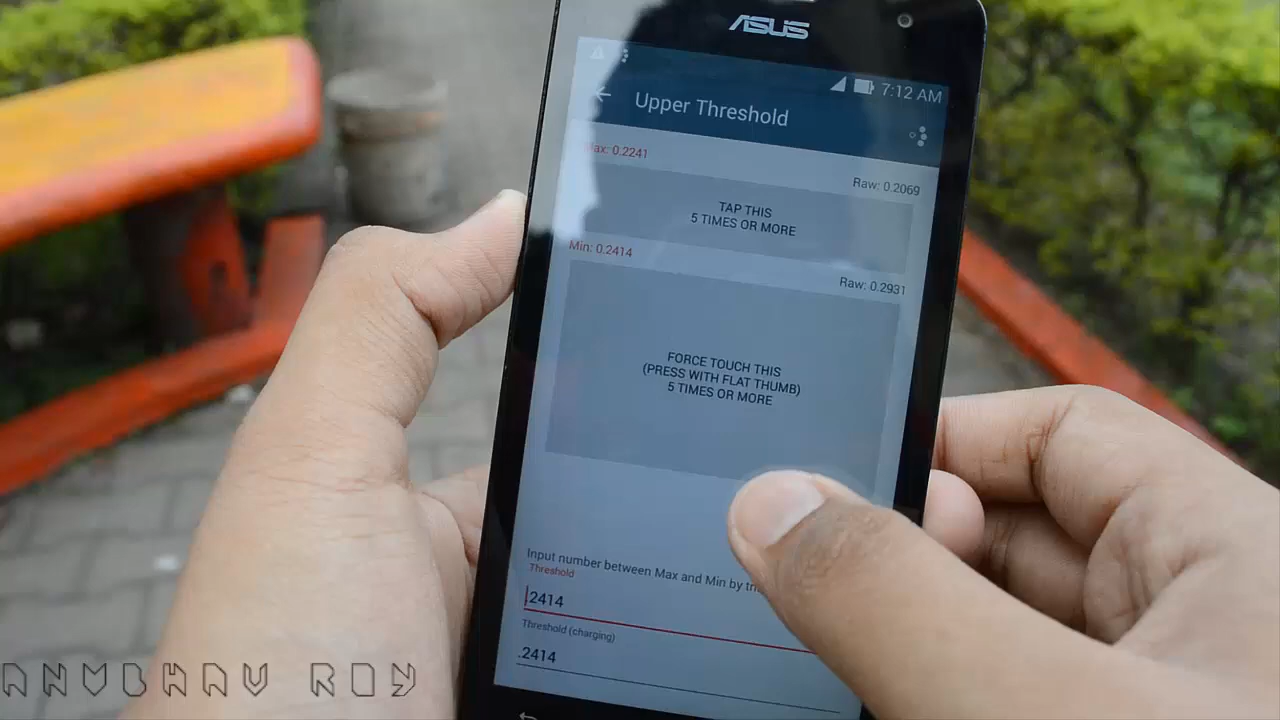 ASUS
7:12 AM
Upper Threshold
Max: 0.2241
Raw: 0.2069
TAP THIS
5 TIMES OR MORE
Min: 0.2414
Raw: 0.2931
FORCE TOUCH THIS
(PRESS WITH FLAT THUMB)
5 TIMES OR MORE
Input number between Max and Min by
Threshold
.2414
Threshold (charging)
.2414
ANUBHAV ROY